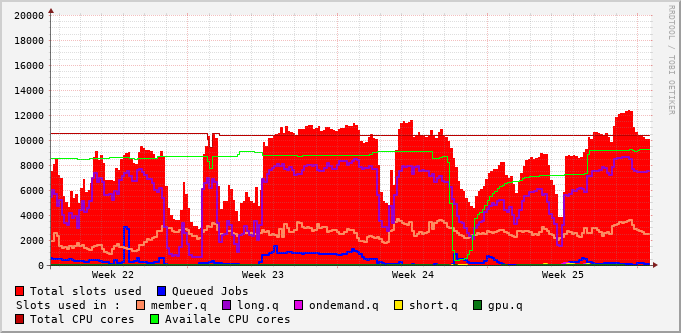 20000
18000
16000
14000
12000
10000
8000
6000
4000
2000
0
Week 22 Week 23 Week 24 Week 25
Total slots used Queued Jobs
Slots used in : member.q long.q ondemand.q short.q gpu.q
Total CPU cores Availale CPU cores
RRDTOOL / TOBI OETIKER